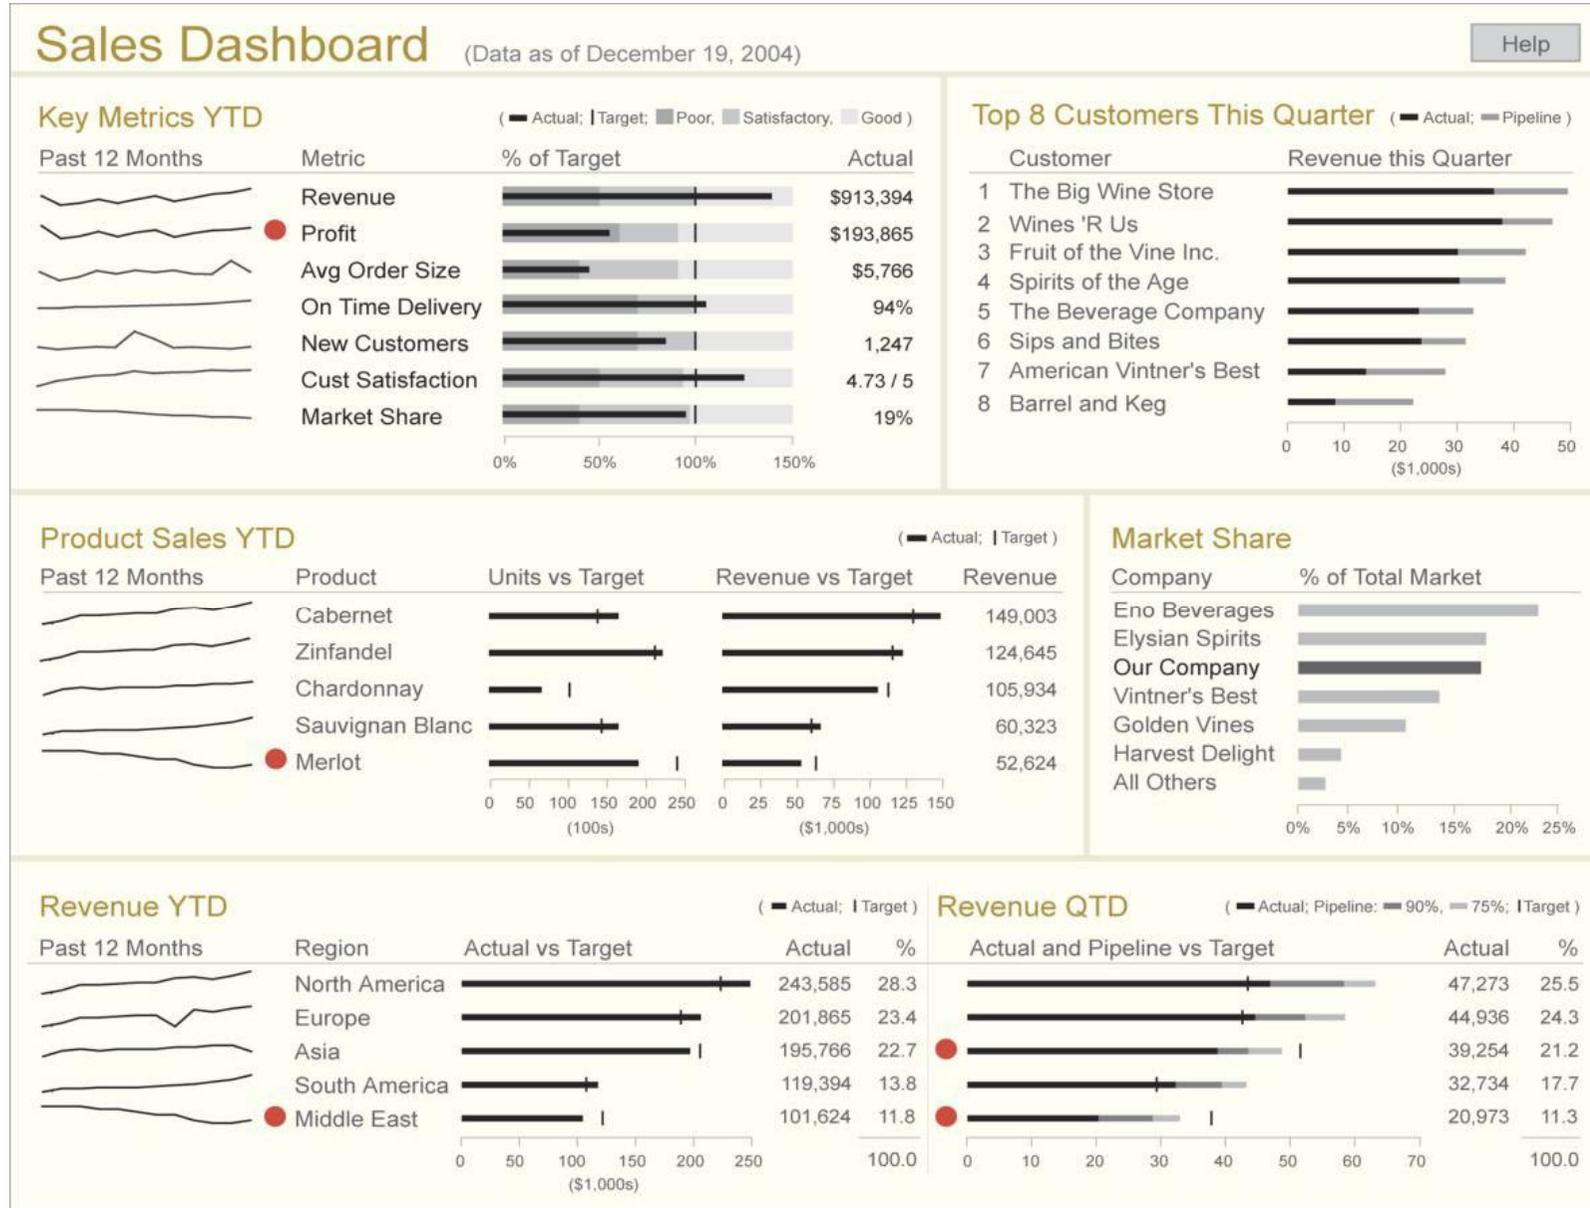 Sales Dashboard (Data as of December 19, 2004) Help
Key Metrics YTD ( Actual; Target; Poor, Satisfactory, Good )
Past 12 Months Metric % of Target Actual
Revenue $913,394
Profit $193,865
Avg Order Size $5,766
On Time Delivery 94%
New Customers 1,247
Cust Satisfaction 4.73 / 5
Market Share 19%
0% 50% 100% 150%
Top 8 Customers This Quarter ( Actual; Pipeline )
Customer Revenue this Quarter
1 The Big Wine Store
2 Wines 'R Us
3 Fruit of the Vine Inc.
4 Spirits of the Age
5 The Beverage Company
6 Sips and Bites
7 American Vintner's Best
8 Barrel and Keg
0 10 20 30 40 50
($1,000s)
Product Sales YTD ( Actual; Target )
Past 12 Months Product Units vs Target Revenue vs Target Revenue
Cabernet 149,003
Zinfandel 124,645
Chardonnay 105,934
Sauvignan Blanc 60,323
Merlot 52,624
0 50 100 150 200 250 0 25 50 75 100 125 150
(100s) ($1,000s)
Market Share
Company % of Total Market
Eno Beverages
Elysian Spirits
Our Company
Vintner's Best
Golden Vines
Harvest Delight
All Others
0% 5% 10% 15% 20% 25%
Revenue YTD ( Actual; Target )
Past 12 Months Region Actual vs Target Actual %
North America 243,585 28.3
Europe 201,865 23.4
Asia 195,766 22.7
South America 119,394 13.8
Middle East 101,624 11.8
0 50 100 150 200 250 100.0
($1,000s)
Revenue QTD ( Actual; Pipeline: 90%, 75%; Target )
Actual and Pipeline vs Target Actual %
47,273 25.5
44,936 24.3
39,254 21.2
32,734 17.7
20,973 11.3
0 10 20 30 40 50 60 70 100.0